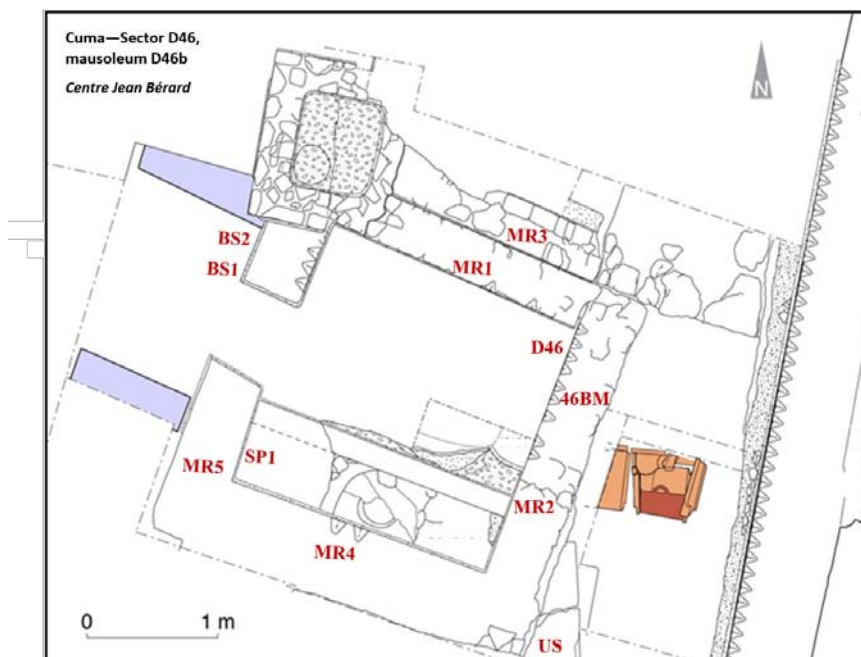 Cuma—Sector D46,
mausoleum D46b
Centre Jean Bérard
N
BS2
BS1
MR3
MR1
D46
46BM
MR5
SP1
MR2
MR4
US
0 1 m